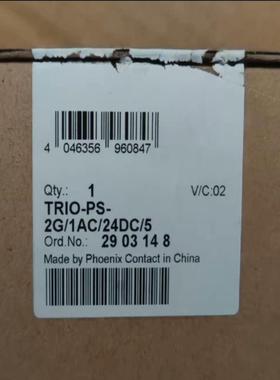 4 046356 960847
Qty.: 1 V/C:02
TRIO-PS-
2G/1AC/24DC/5
Ord.No.: 29 03 14 8
Made by Phoenix Contact in China